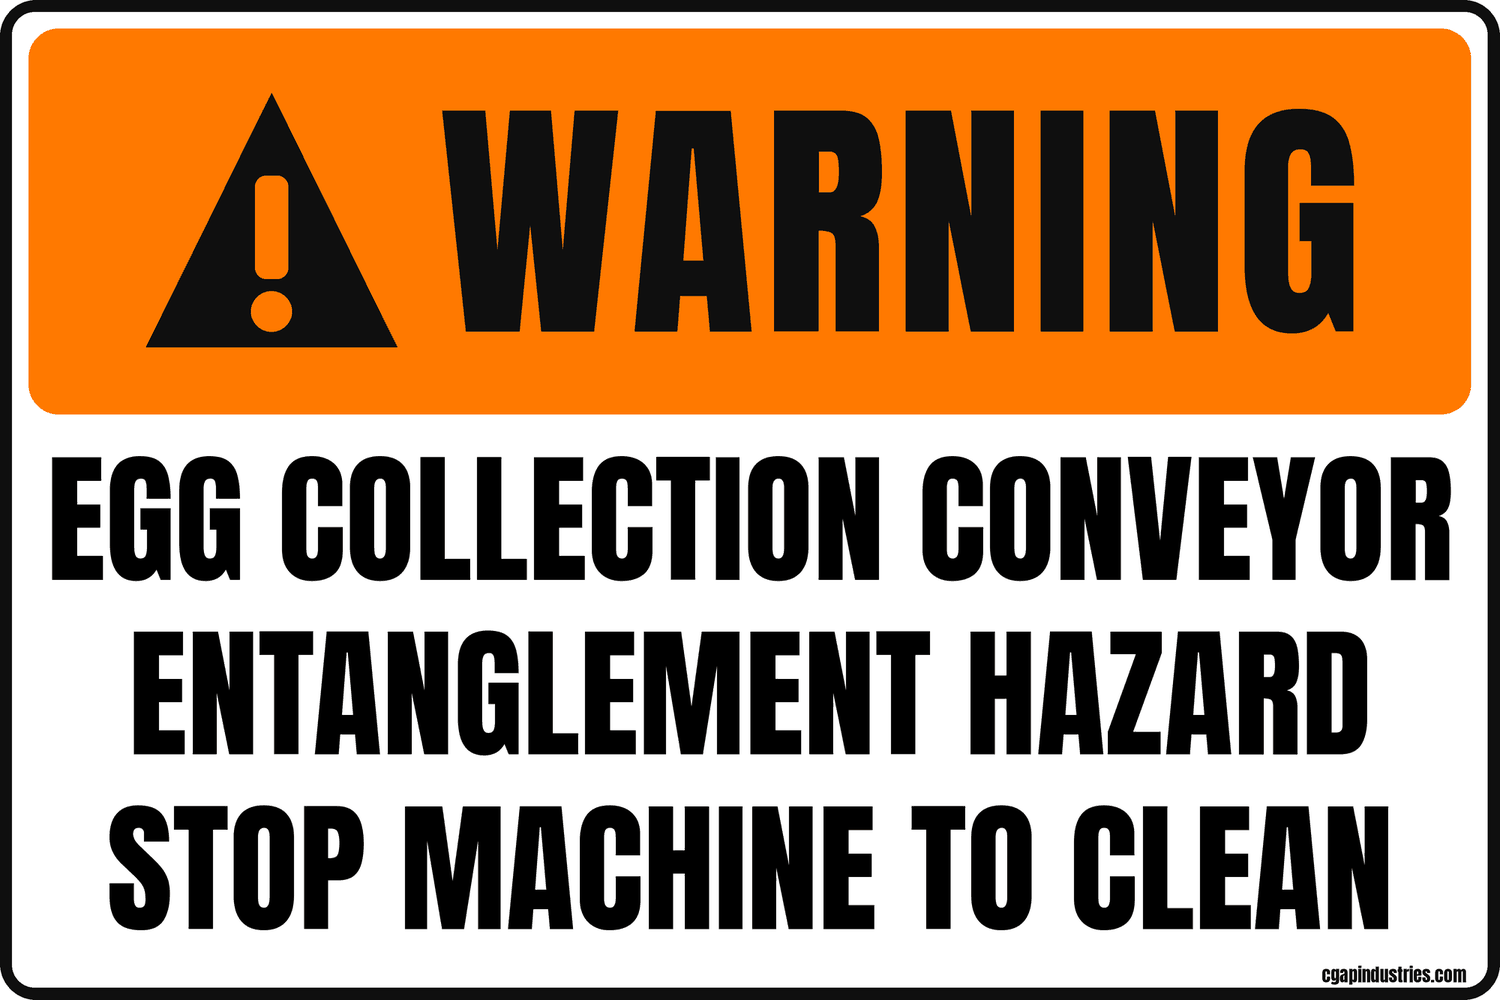 WARNING
EGG COLLECTION CONVEYOR
ENTANGLEMENT HAZARD
STOP MACHINE TO CLEAN
cgapindustries.com